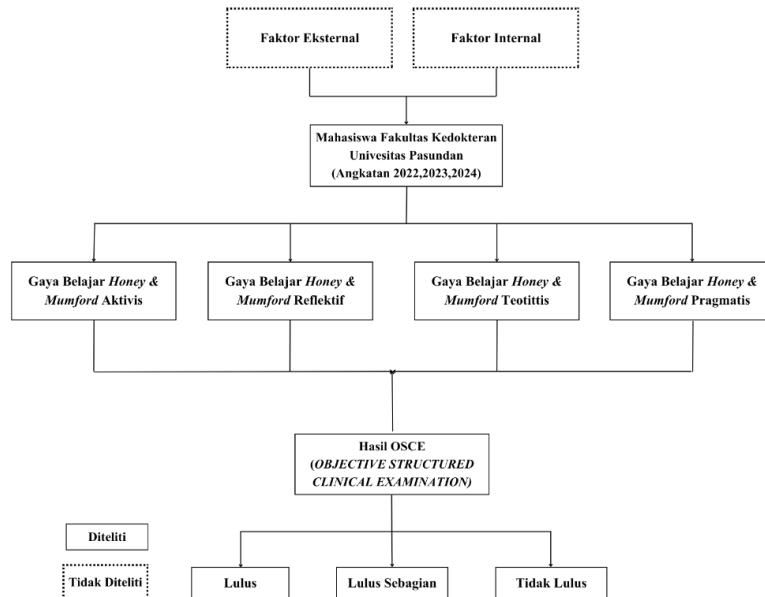 Faktor Eksternal
Faktor Internal
Mahasiswa Fakultas Kedokteran
Univesitas Pasundan
(Angkatan 2022,2023,2024)
Gaya Belajar Honey &
Mumford Aktivis
Gaya Belajar Honey &
Mumford Reflektif
Gaya Belajar Honey &
Mumford Teotittis
Gaya Belajar Honey &
Mumford Pragmatis
Hasil OSCE
(OBJECTIVE STRUCTURED
CLINICAL EXAMINATION)
Diteliti
Tidak Diteliti
Lulus
Lulus Sebagian
Tidak Lulus